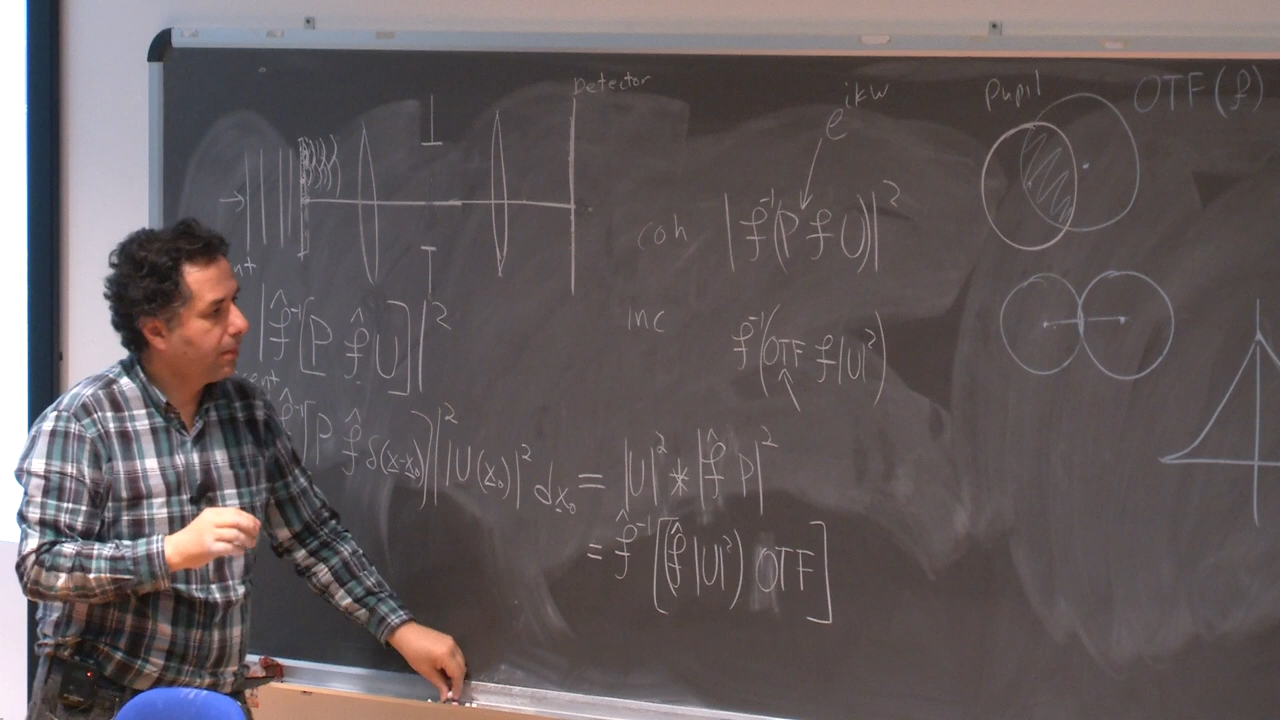 Detector
e^{ikw}
Pupil
OTF(f)
coh |f^{-1}(P f U)|^2
|f̂^{-1}[P f̂ U]|^2
inc f^{-1}(OTF f|U|^2)
f̂^{-1}[P f̂ δ(x-x₀)]|^2 |U(x₀)|^2 dx₀ = |U|^2 * |f̂ P|^2
= f̂^{-1}[(f̂ |U|^2) OTF]